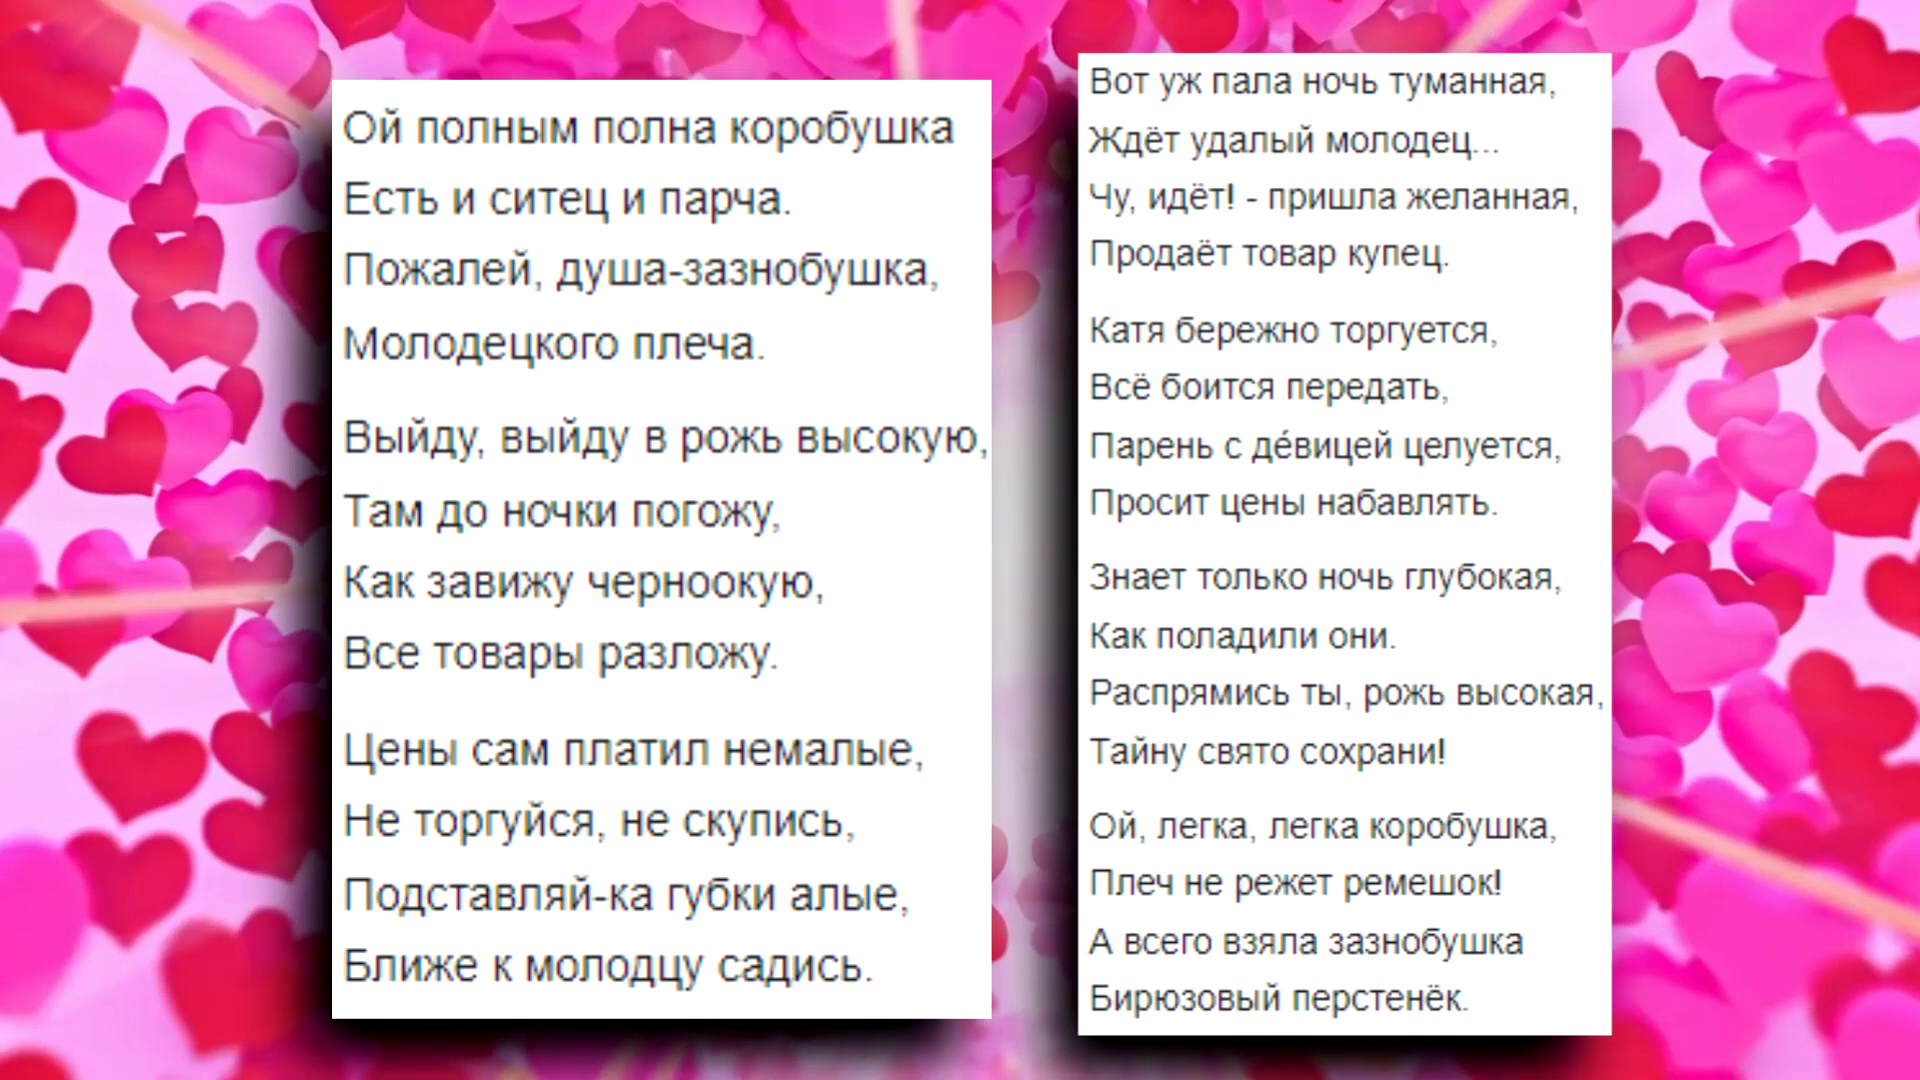 Ой полным полна коробушка
Есть и ситец и парча.
Пожалей, душа-зазнобушка,
Молодецкого плеча.
Выйду, выйду в рожь высокую,
Там до ночки погожу,
Как завижу черноокую,
Все товары разложу.
Цены сам платил немалые,
Не торгуйся, не скупись,
Подставляй-ка губки алые,
Ближе к молодцу садись.
Вот уж пала ночь туманная,
Ждёт удалый молодец...
Чу, идёт! - пришла желанная,
Продаёт товар купец.
Катя бережно торгуется,
Всё боится передать,
Парень с де́вицей целуется,
Просит цены набавлять.
Знает только ночь глубокая,
Как поладили они.
Распрямись ты, рожь высокая,
Тайну свято сохрани!
Ой, легка, легка коробушка,
Плеч не режет ремешок!
А всего взяла зазнобушка
Бирюзовый перстенёк.